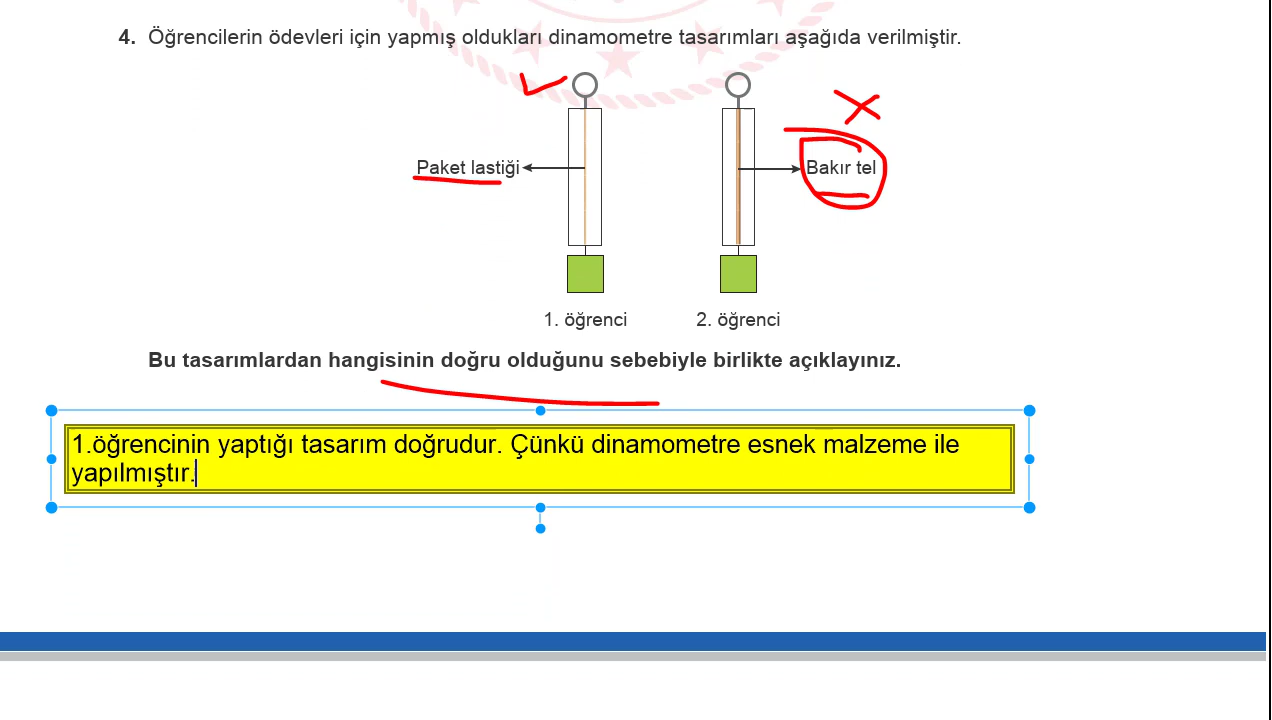 4. Öğrencilerin ödevleri için yapmış oldukları dinamometre tasarımları aşağıda verilmiştir.
Paket lastiği
Bakır tel
1. öğrenci
2. öğrenci
Bu tasarımlardan hangisinin doğru olduğunu sebebiyle birlikte açıklayınız.
1.öğrencinin yaptığı tasarım doğrudur. Çünkü dinamometre esnek malzeme ile
yapılmıştır.